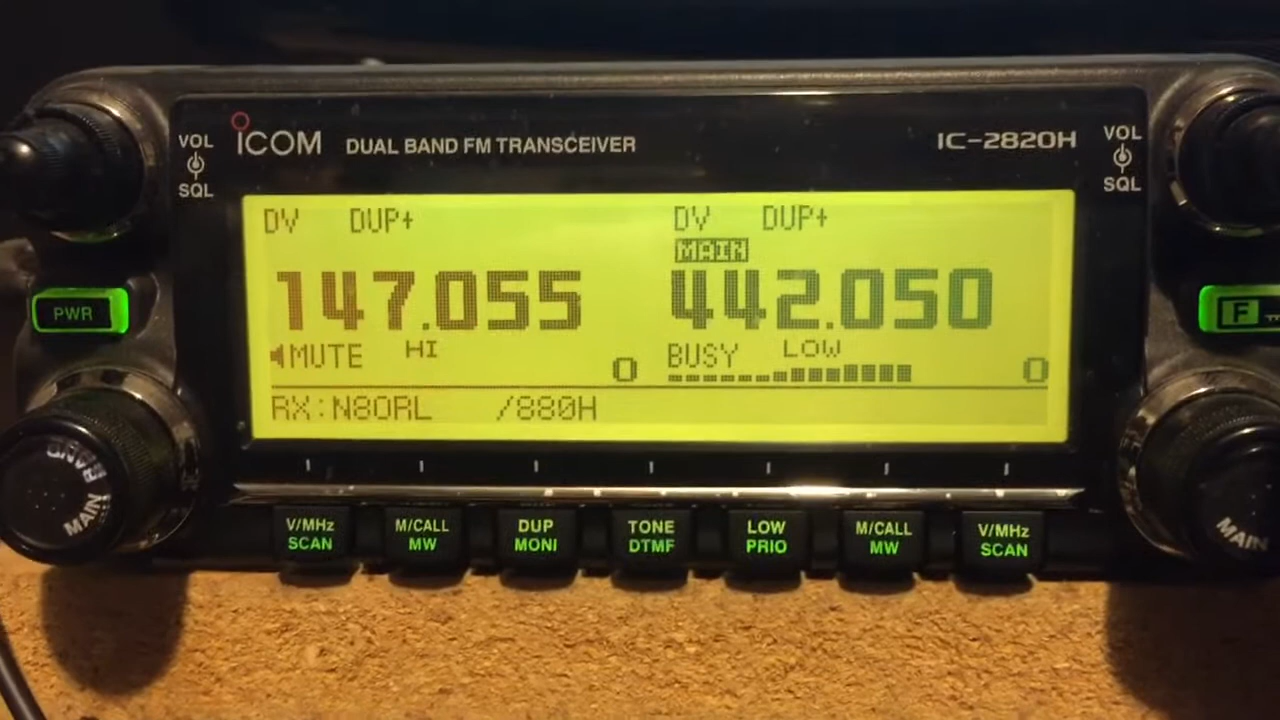 ICOM DUAL BAND FM TRANSCEIVER IC-2820H
VOL
SQL
VOL
SQL
DV DUP+ DV DUP+
MAIN
147.055 442.050
MUTE HI 0 BUSY LOW 0
RX:N8ORL /880H
PWR
F
BAND
MAIN
MAIN
V/MHz M/CALL DUP TONE LOW M/CALL V/MHz
SCAN MW MONI DTMF PRIO MW SCAN